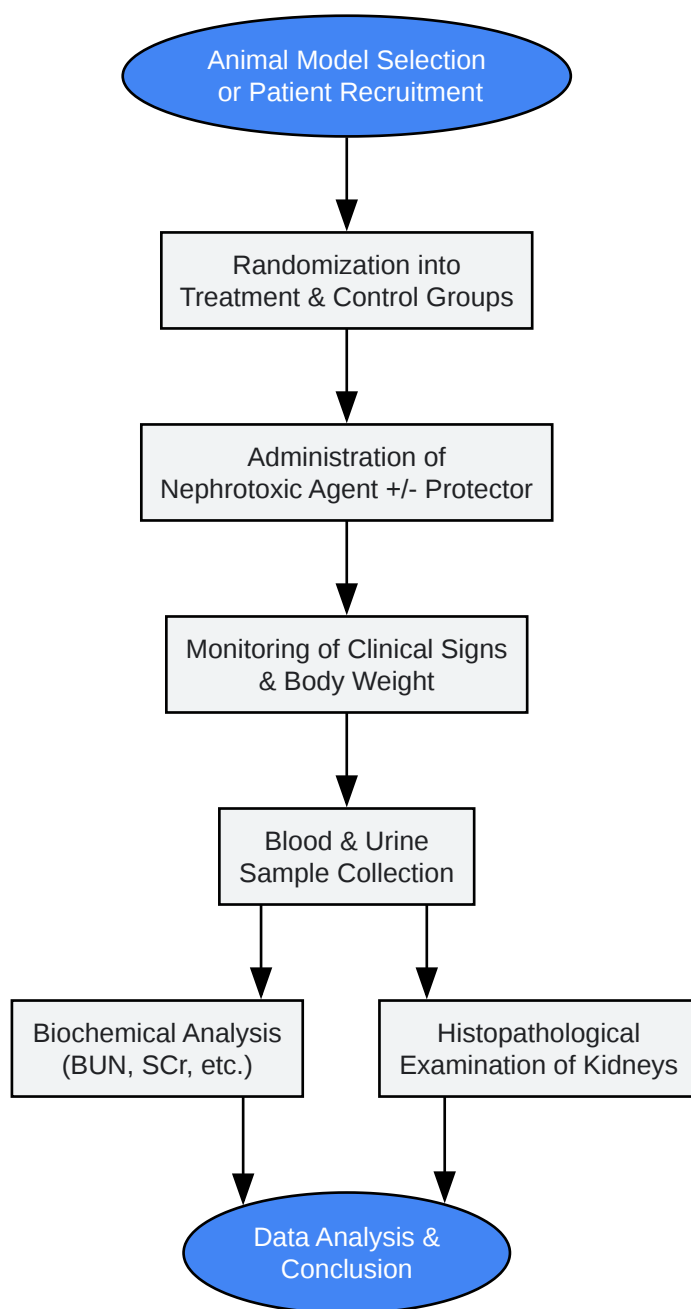 Animal Model Selection
or Patient Recruitment
Randomization into
Treatment & Control Groups
Administration of
Nephrotoxic Agent +/- Protector
Monitoring of Clinical Signs
& Body Weight
Blood & Urine
Sample Collection
Biochemical Analysis
(BUN, SCr, etc.)
Histopathological
Examination of Kidneys
Data Analysis &
Conclusion